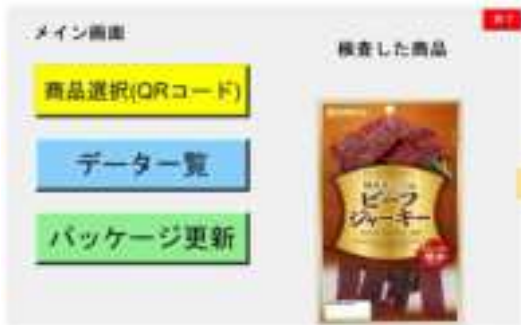 メイン画面
検査した商品
商品選択(QRコード)
データ一覧
パッケージ更新
ビーフ
ジャーキー